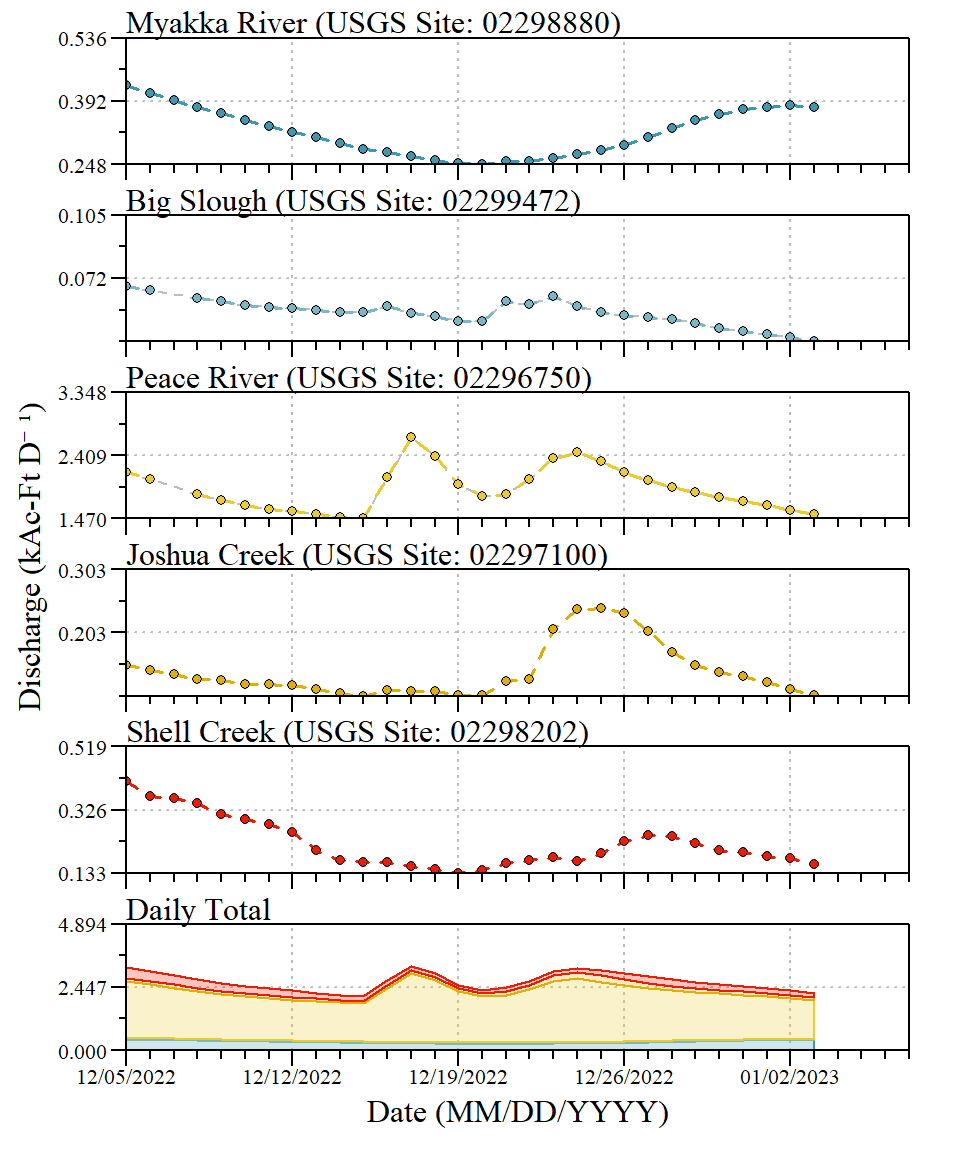 Myakka River (USGS Site: 02298880)
0.536
0.392
0.248
Big Slough (USGS Site: 02299472)
0.105
0.072
Peace River (USGS Site: 02296750)
3.348
2.409
1.470
Joshua Creek (USGS Site: 02297100)
0.303
0.203
Shell Creek (USGS Site: 02298202)
0.519
0.326
0.133
Daily Total
4.894
2.447
0.000
Discharge (kAc-Ft D⁻¹)
12/05/2022 12/12/2022 12/19/2022 12/26/2022 01/02/2023
Date (MM/DD/YYYY)